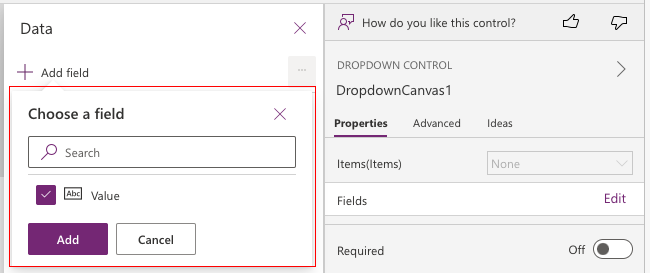 Data
Add field
...
Choose a field
Search
Abc
Value
Add
Cancel
How do you like this control?
DROPDOWN CONTROL
DropdownCanvas1
Properties
Advanced
Ideas
Items(Items)
None
Fields
Edit
Required
Off